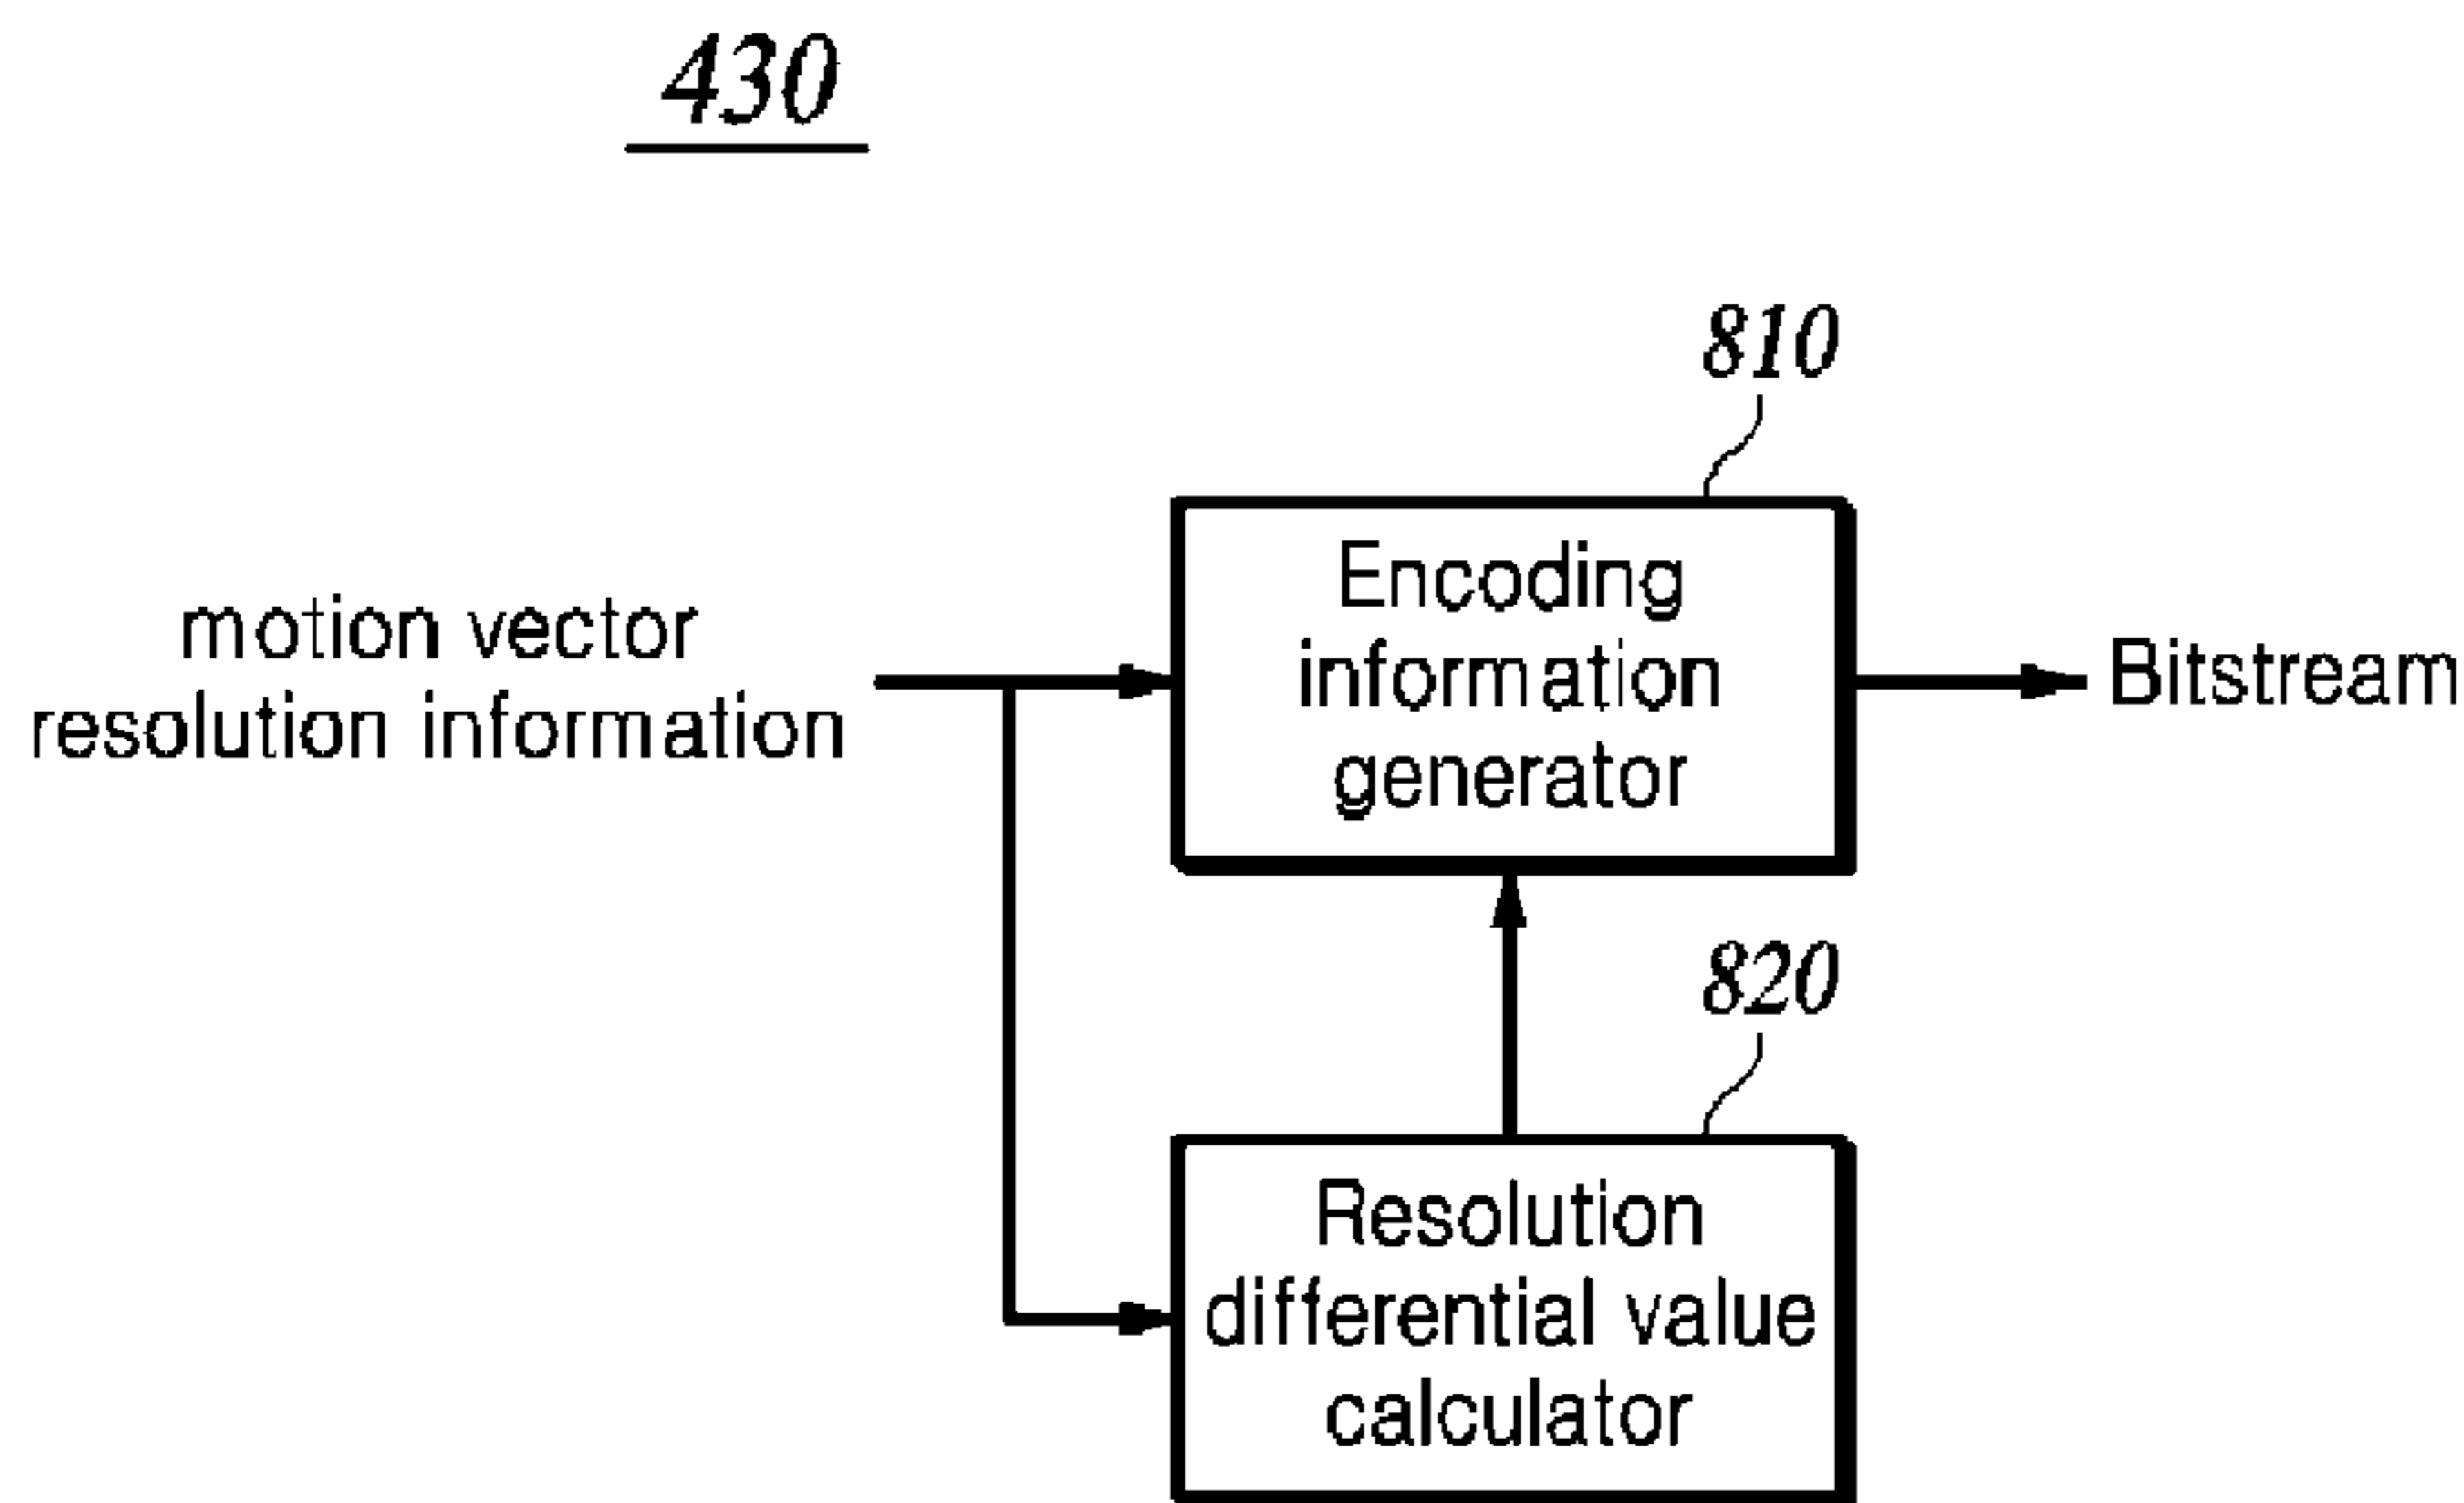 430
810
Encoding
information
generator
motion vector
resolution information
Bitstream
820
Resolution
differential value
calculator